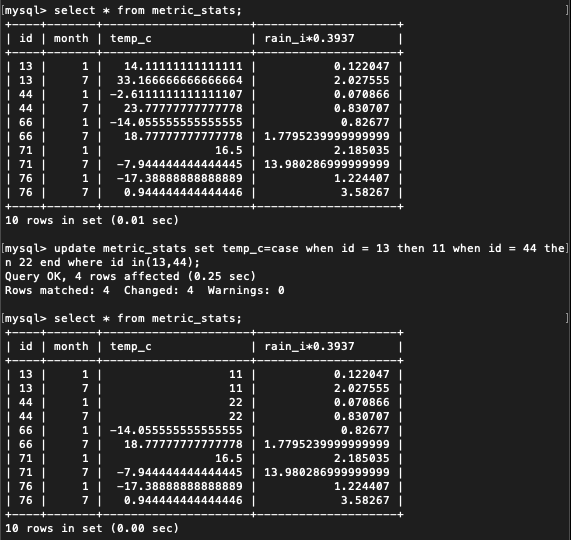 mysql> select * from metric_stats;
+----+-------+---------------------+--------------------+
| id | month | temp_c              | rain_i*0.3937      |
+----+-------+---------------------+--------------------+
| 13 |     1 |   14.11111111111111 |           0.122047 |
| 13 |     7 |  33.166666666666664 |           2.027555 |
| 44 |     1 | -2.6111111111111107 |           0.070866 |
| 44 |     7 |   23.77777777777778 |           0.830707 |
| 66 |     1 | -14.055555555555555 |            0.82677 |
| 66 |     7 |   18.77777777777778 | 1.7795239999999999 |
| 71 |     1 |                16.5 |           2.185035 |
| 71 |     7 |  -7.944444444444445 | 13.980286999999999 |
| 76 |     1 | -17.38888888888889 |           1.224407 |
| 76 |     7 |  0.944444444444446 |            3.58267 |
+----+-------+---------------------+--------------------+
10 rows in set (0.01 sec)
mysql> update metric_stats set temp_c=case when id = 13 then 11 when id = 44 the
n 22 end where id in(13,44);
Query OK, 4 rows affected (0.25 sec)
Rows matched: 4  Changed: 4  Warnings: 0
mysql> select * from metric_stats;
+----+-------+---------------------+--------------------+
| id | month | temp_c              | rain_i*0.3937      |
+----+-------+---------------------+--------------------+
| 13 |     1 |                  11 |           0.122047 |
| 13 |     7 |                  11 |           2.027555 |
| 44 |     1 |                  22 |           0.070866 |
| 44 |     7 |                  22 |           0.830707 |
| 66 |     1 | -14.055555555555555 |            0.82677 |
| 66 |     7 |   18.77777777777778 | 1.7795239999999999 |
| 71 |     1 |                16.5 |           2.185035 |
| 71 |     7 |  -7.944444444444445 | 13.980286999999999 |
| 76 |     1 | -17.38888888888889 |           1.224407 |
| 76 |     7 |  0.944444444444446 |            3.58267 |
+----+-------+---------------------+--------------------+
10 rows in set (0.00 sec)